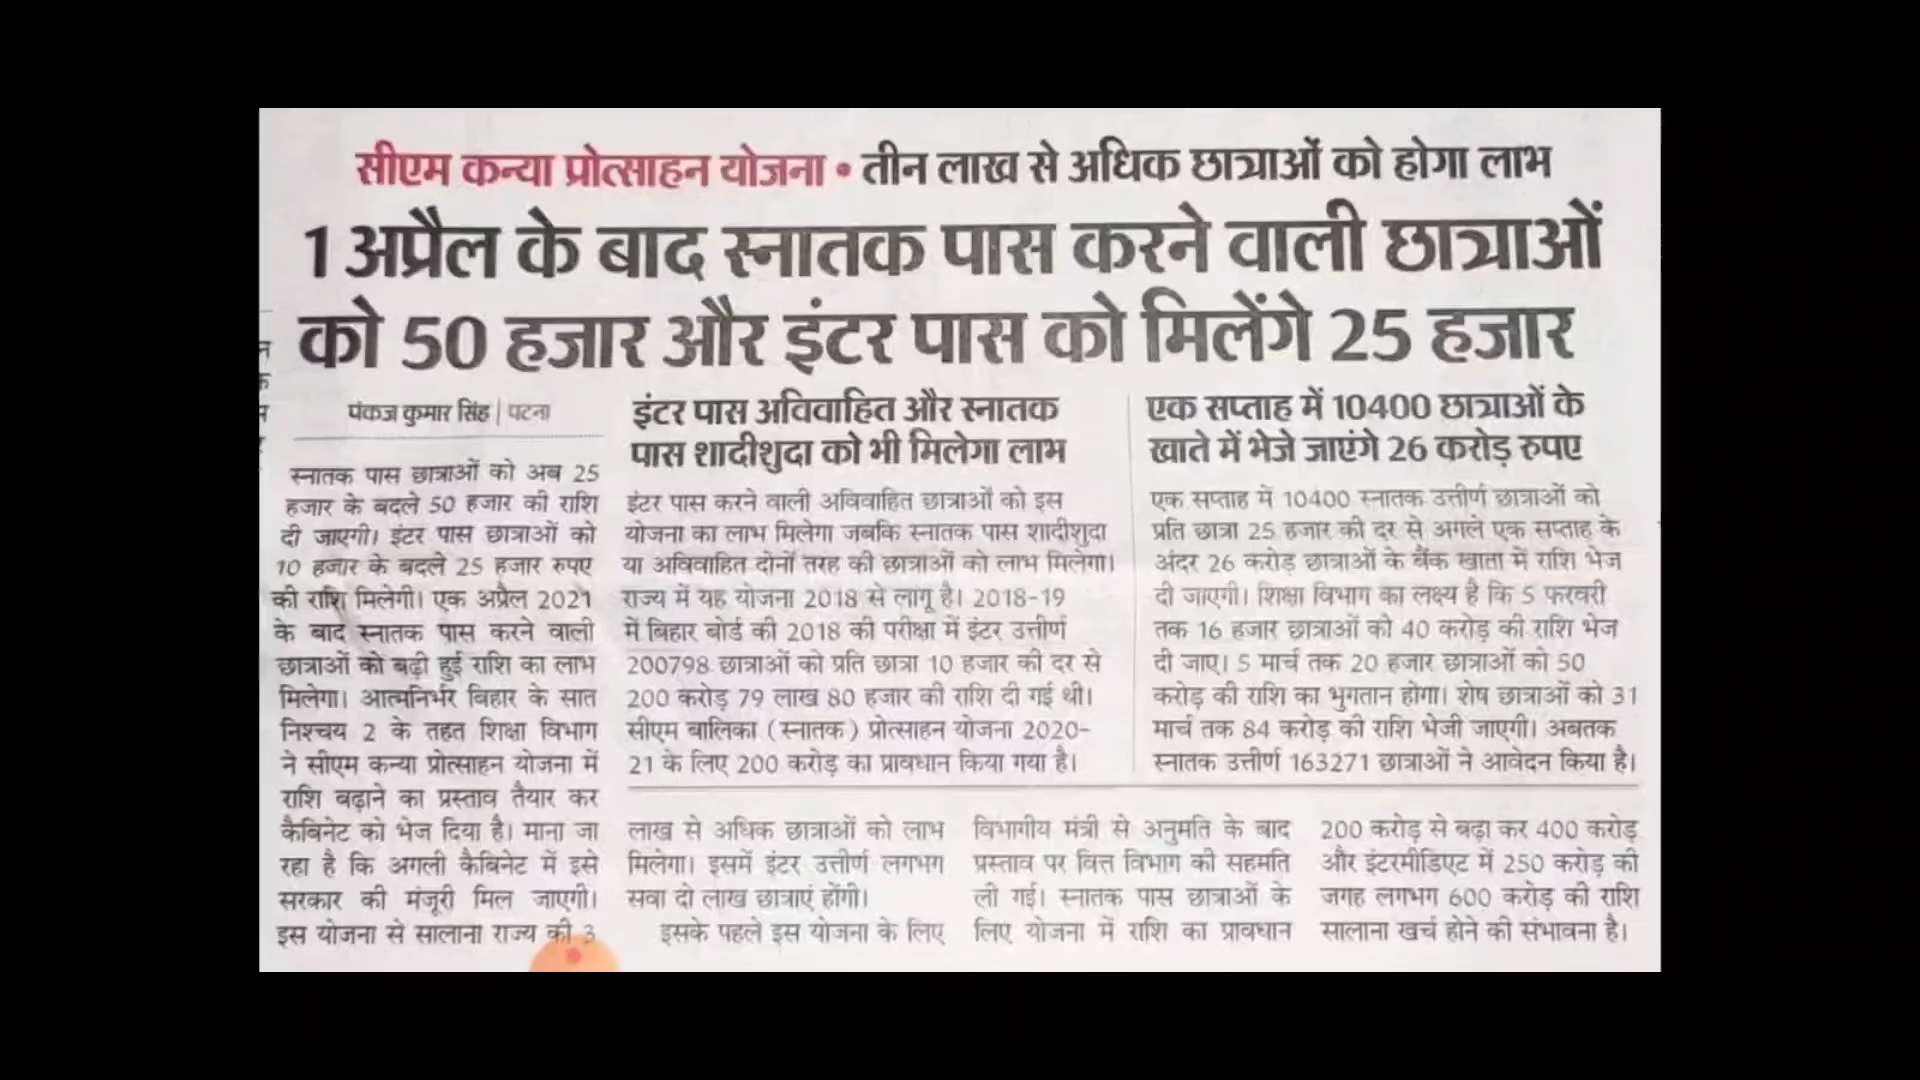 सीएम कन्या प्रोत्साहन योजना • तीन लाख से अधिक छात्राओं को होगा लाभ
1 अप्रैल के बाद स्नातक पास करने वाली छात्राओं
को 50 हजार और इंटर पास को मिलेंगे 25 हजार
पंकज कुमार सिंह | पटना
स्नातक पास छात्राओं को अब 25
हजार के बदले 50 हजार की राशि
दी जाएगी। इंटर पास छात्राओं को
10 हजार के बदले 25 हजार रुपए
की राशि मिलेगी। एक अप्रैल 2021
के बाद स्नातक पास करने वाली
छात्राओं को बढ़ी हुई राशि का लाभ
मिलेगा। आत्मनिर्भर बिहार के सात
निश्चय 2 के तहत शिक्षा विभाग
ने सीएम कन्या प्रोत्साहन योजना में
राशि बढ़ाने का प्रस्ताव तैयार कर
कैबिनेट को भेज दिया है। माना जा
रहा है कि अगली कैबिनेट में इसे
सरकार की मंजूरी मिल जाएगी।
इस योजना से सालाना राज्य की 3
इंटर पास अविवाहित और स्नातक
पास शादीशुदा को भी मिलेगा लाभ
इंटर पास करने वाली अविवाहित छात्राओं को इस
योजना का लाभ मिलेगा जबकि स्नातक पास शादीशुदा
या अविवाहित दोनों तरह की छात्राओं को लाभ मिलेगा।
राज्य में यह योजना 2018 से लागू है। 2018-19
में बिहार बोर्ड की 2018 की परीक्षा में इंटर उत्तीर्ण
200798 छात्राओं को प्रति छात्रा 10 हजार की दर से
200 करोड़ 79 लाख 80 हजार की राशि दी गई थी।
सीएम बालिका (स्नातक) प्रोत्साहन योजना 2020-
21 के लिए 200 करोड़ का प्रावधान किया गया है।
एक सप्ताह में 10400 छात्राओं के
खाते में भेजे जाएंगे 26 करोड़ रुपए
एक सप्ताह में 10400 स्नातक उत्तीर्ण छात्राओं को
प्रति छात्रा 25 हजार की दर से अगले एक सप्ताह के
अंदर 26 करोड़ छात्राओं के बैंक खाता में राशि भेज
दी जाएगी। शिक्षा विभाग का लक्ष्य है कि 5 फरवरी
तक 16 हजार छात्राओं को 40 करोड़ की राशि भेज
दी जाए। 5 मार्च तक 20 हजार छात्राओं को 50
करोड़ की राशि का भुगतान होगा। शेष छात्राओं को 31
मार्च तक 84 करोड़ की राशि भेजी जाएगी। अबतक
स्नातक उत्तीर्ण 163271 छात्राओं ने आवेदन किया है।
लाख से अधिक छात्राओं को लाभ
मिलेगा। इसमें इंटर उत्तीर्ण लगभग
सवा दो लाख छात्राएं होंगी।
इसके पहले इस योजना के लिए
विभागीय मंत्री से अनुमति के बाद
प्रस्ताव पर वित्त विभाग की सहमति
ली गई। स्नातक पास छात्राओं के
लिए योजना में राशि का प्रावधान
200 करोड़ से बढ़ा कर 400 करोड़
और इंटरमीडिएट में 250 करोड़ की
जगह लगभग 600 करोड़ की राशि
सालाना खर्च होने की संभावना है।